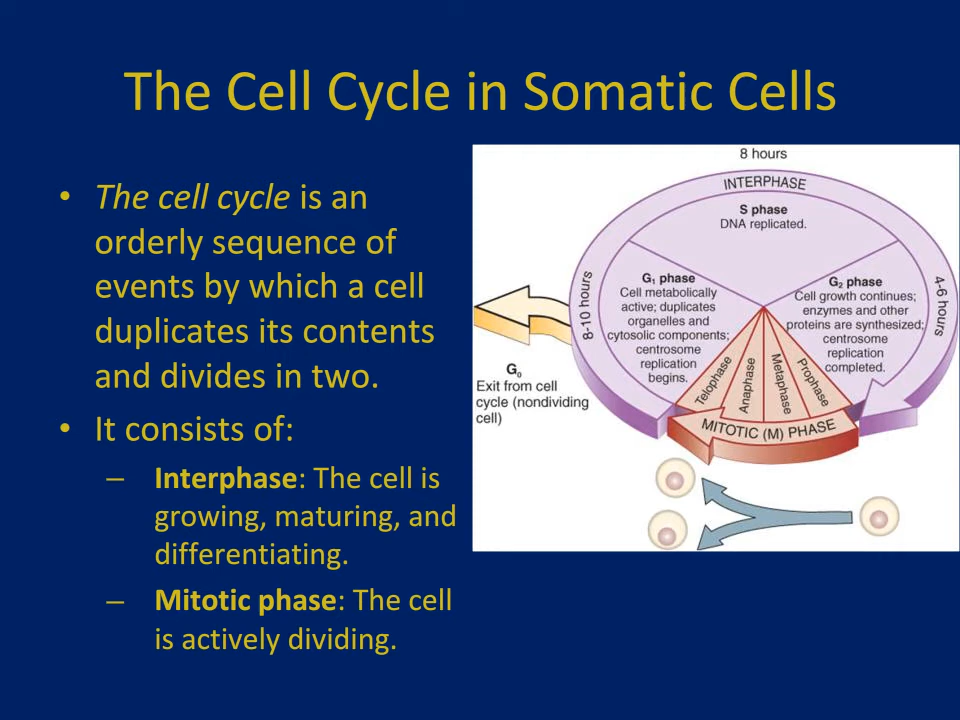 The Cell Cycle in Somatic Cells
• The cell cycle is an
orderly sequence of
events by which a cell
duplicates its contents
and divides in two.
• It consists of:
– Interphase: The cell is
growing, maturing, and
differentiating.
– Mitotic phase: The cell
is actively dividing.
8 hours
INTERPHASE
S phase
DNA replicated.
8-10 hours
G₁ phase
Cell metabolically
active; duplicates
organelles and
cytosolic components;
centrosome
replication
begins.
G₂ phase
Cell growth continues;
enzymes and other
proteins are synthesized;
centrosome
replication
completed.
4-6 hours
G₀
Exit from cell
cycle (nondividing
cell)
Telophase
Anaphase
Metaphase
Prophase
MITOTIC (M) PHASE